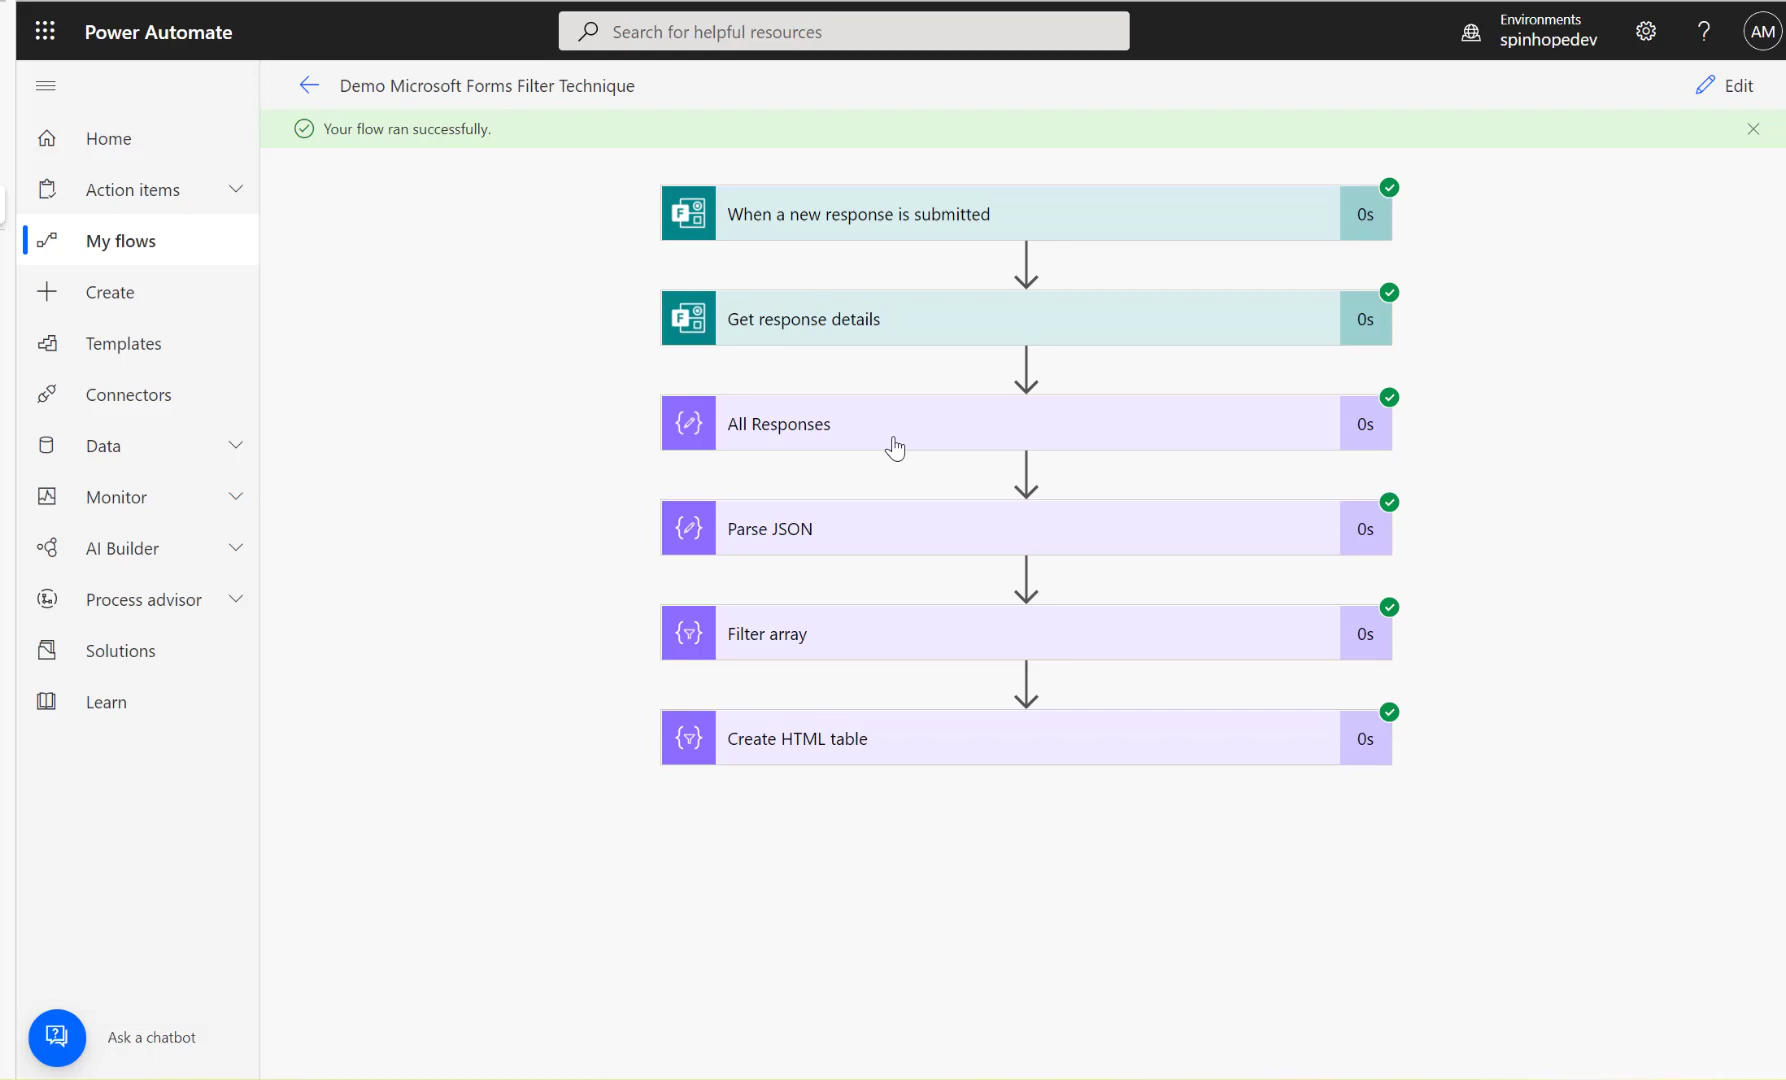 Power Automate
Search for helpful resources
Environments
spinhopedev
?
AM
Demo Microsoft Forms Filter Technique
Edit
Your flow ran successfully.
Home
Action items
My flows
Create
Templates
Connectors
Data
Monitor
AI Builder
Process advisor
Solutions
Learn
Ask a chatbot
When a new response is submitted
0s
Get response details
0s
All Responses
0s
Parse JSON
0s
Filter array
0s
Create HTML table
0s